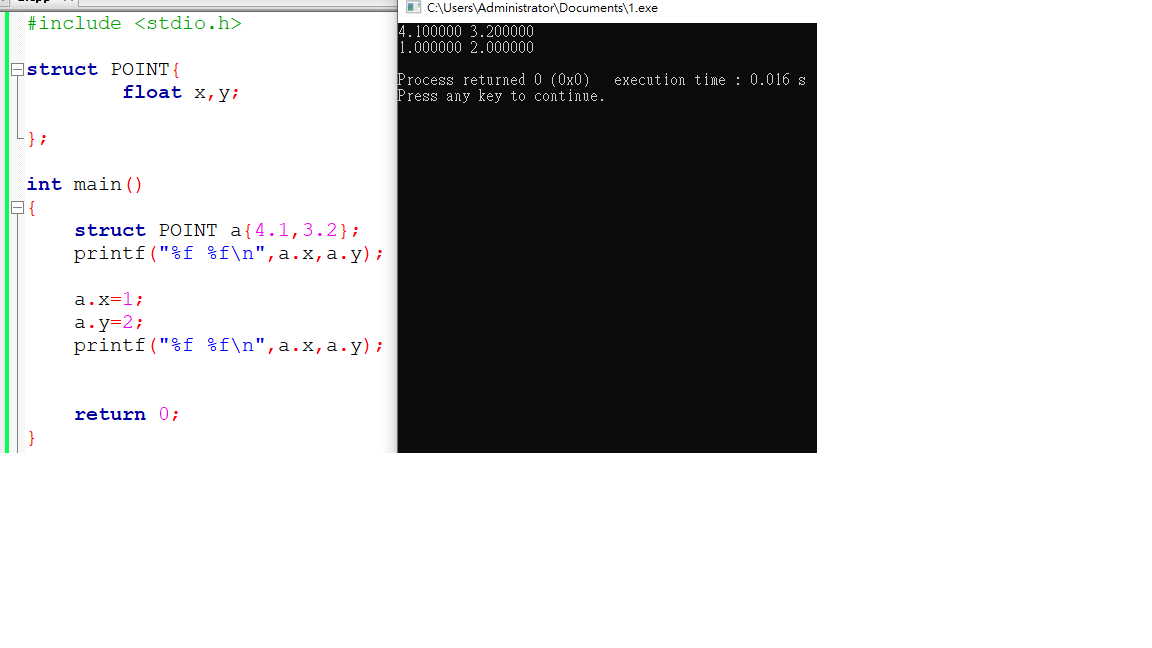 #include <stdio.h>
struct POINT{
float x,y;
};
int main()
{
struct POINT a{4.1,3.2};
printf("%f %f\n",a.x,a.y);
a.x=1;
a.y=2;
printf("%f %f\n",a.x,a.y);
return 0;
}
C:\Users\Administrator\Documents\1.exe
4.100000 3.200000
1.000000 2.000000
Process returned 0 (0x0)   execution time : 0.016 s
Press any key to continue.